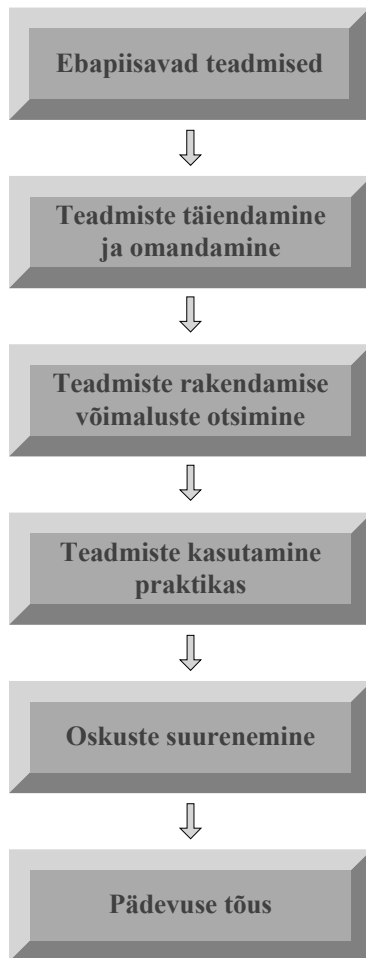 Ebapiisavad teadmised
Teadmiste täiendamine
ja omandamine
Teadmiste rakendamise
võimaluste otsimine
Teadmiste kasutamine
praktikas
Oskuste suurenemine
Pädevuse tõus